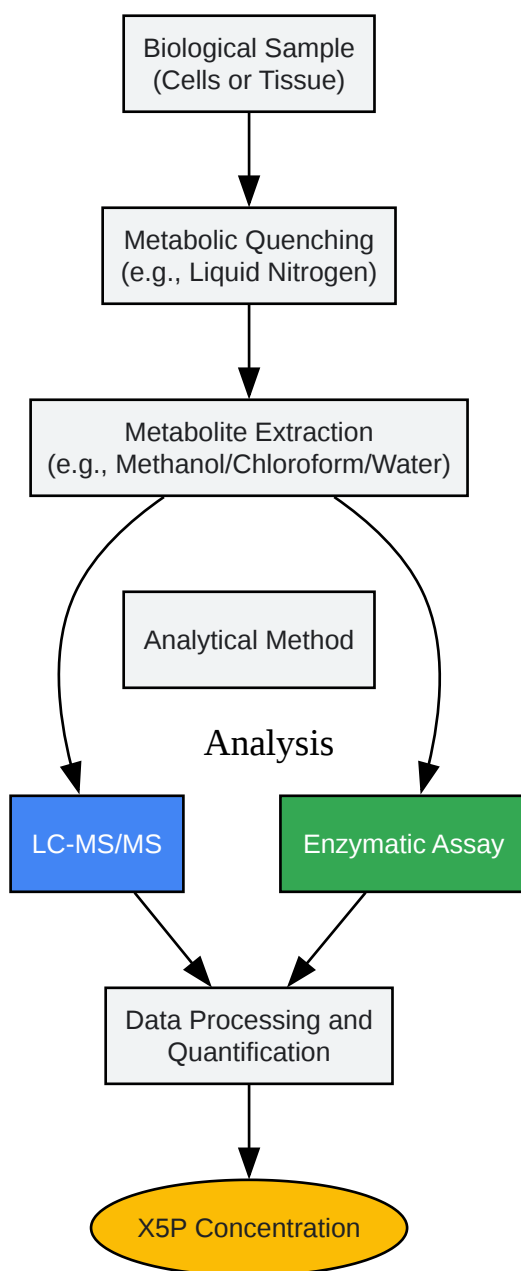 Biological Sample
(Cells or Tissue)
Metabolic Quenching
(e.g., Liquid Nitrogen)
Metabolite Extraction
(e.g., Methanol/Chloroform/Water)
Analytical Method
Analysis
LC-MS/MS
Enzymatic Assay
Data Processing and
Quantification
X5P Concentration